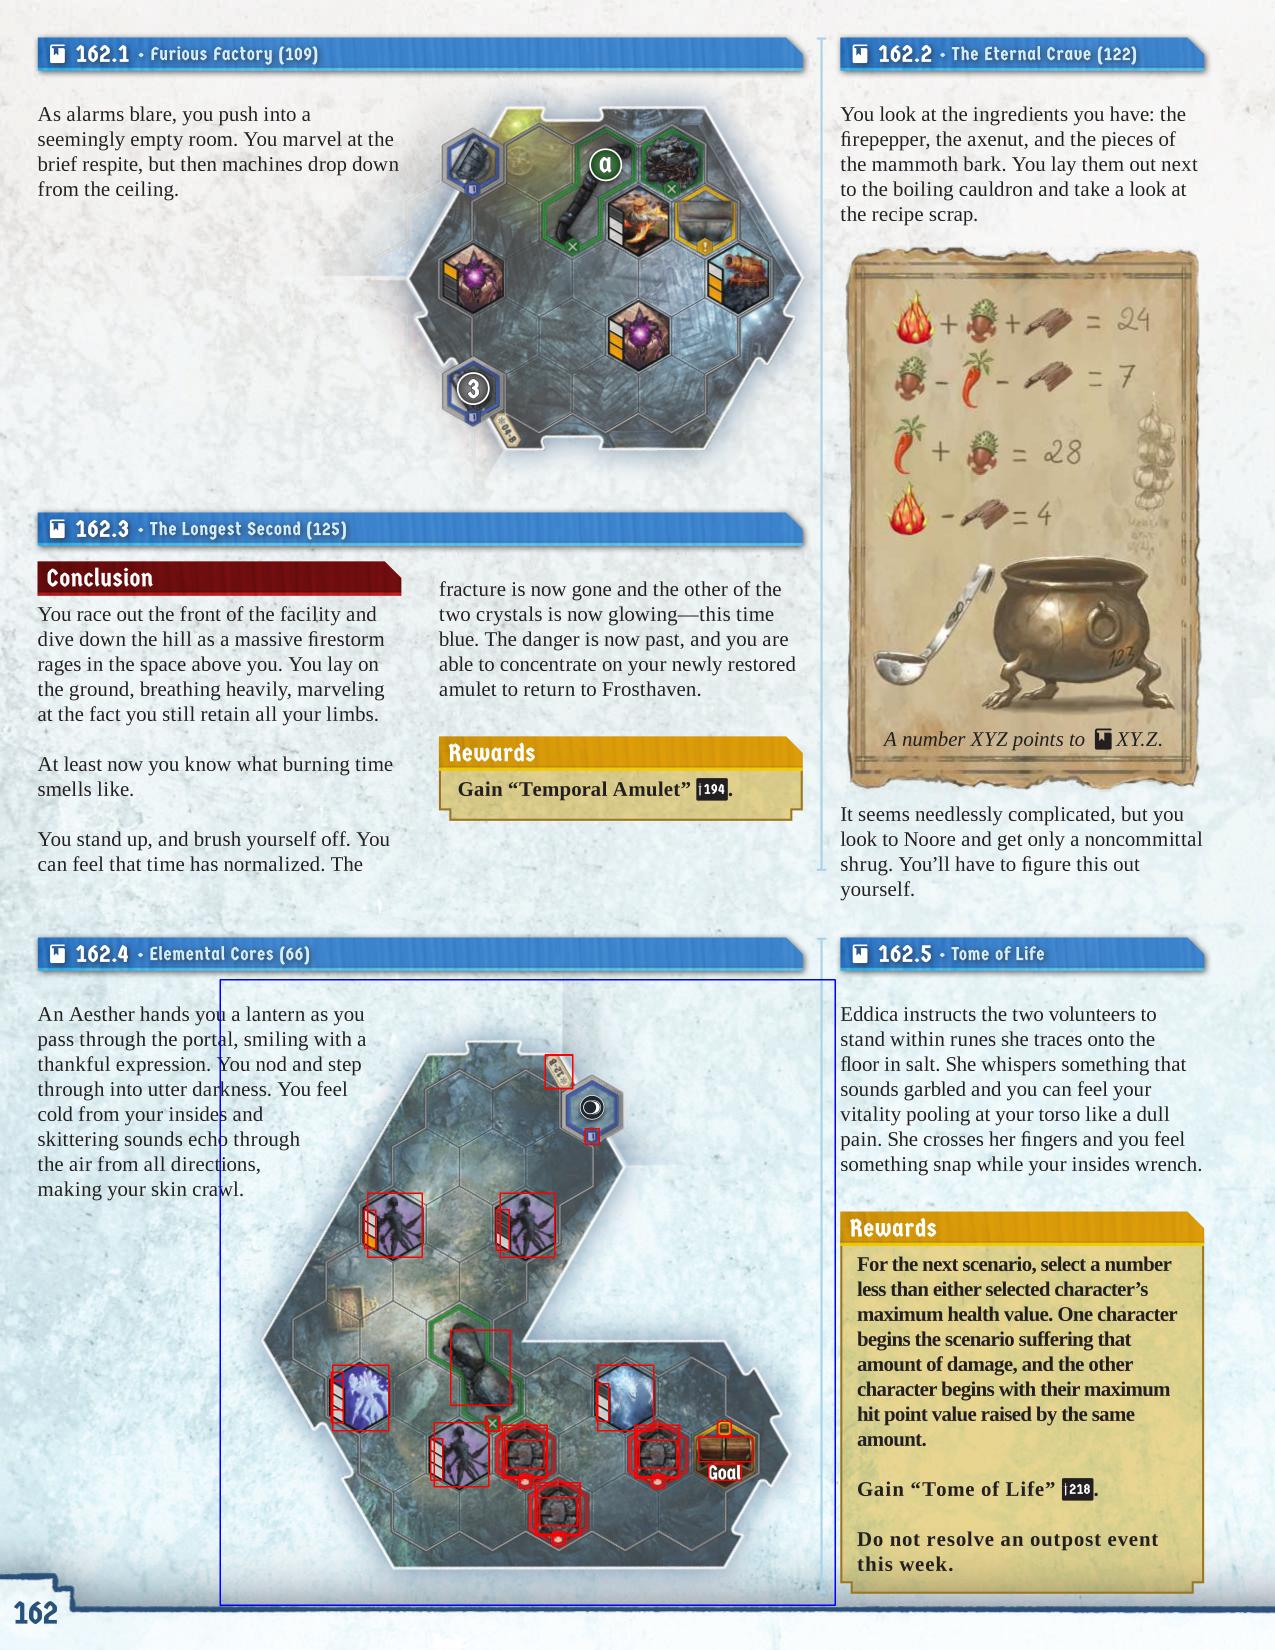 162.1 • Furious Factory (109)
As alarms blare, you push into a
seemingly empty room. You marvel at the
brief respite, but then machines drop down
from the ceiling.
a
3
04-B
162.2 • The Eternal Crave (122)
You look at the ingredients you have: the
firepepper, the axenut, and the pieces of
the mammoth bark. You lay them out next
to the boiling cauldron and take a look at
the recipe scrap.
+ + = 24
- - = 7
+ = 28
- = 4
123
A number XYZ points to XY.Z.
It seems needlessly complicated, but you
look to Noore and get only a noncommittal
shrug. You’ll have to figure this out
yourself.
162.3 • The Longest Second (125)
Conclusion
You race out the front of the facility and
dive down the hill as a massive firestorm
rages in the space above you. You lay on
the ground, breathing heavily, marveling
at the fact you still retain all your limbs.
At least now you know what burning time
smells like.
You stand up, and brush yourself off. You
can feel that time has normalized. The
fracture is now gone and the other of the
two crystals is now glowing—this time
blue. The danger is now past, and you are
able to concentrate on your newly restored
amulet to return to Frosthaven.
Rewards
Gain “Temporal Amulet” 194.
162.4 • Elemental Cores (66)
An Aesther hands you a lantern as you
pass through the portal, smiling with a
thankful expression. You nod and step
through into utter darkness. You feel
cold from your insides and
skittering sounds echo through
the air from all directions,
making your skin crawl.
12-B
Goal
162.5 • Tome of Life
Eddica instructs the two volunteers to
stand within runes she traces onto the
floor in salt. She whispers something that
sounds garbled and you can feel your
vitality pooling at your torso like a dull
pain. She crosses her fingers and you feel
something snap while your insides wrench.
Rewards
For the next scenario, select a number
less than either selected character’s
maximum health value. One character
begins the scenario suffering that
amount of damage, and the other
character begins with their maximum
hit point value raised by the same
amount.
Gain “Tome of Life” 218.
Do not resolve an outpost event
this week.
162